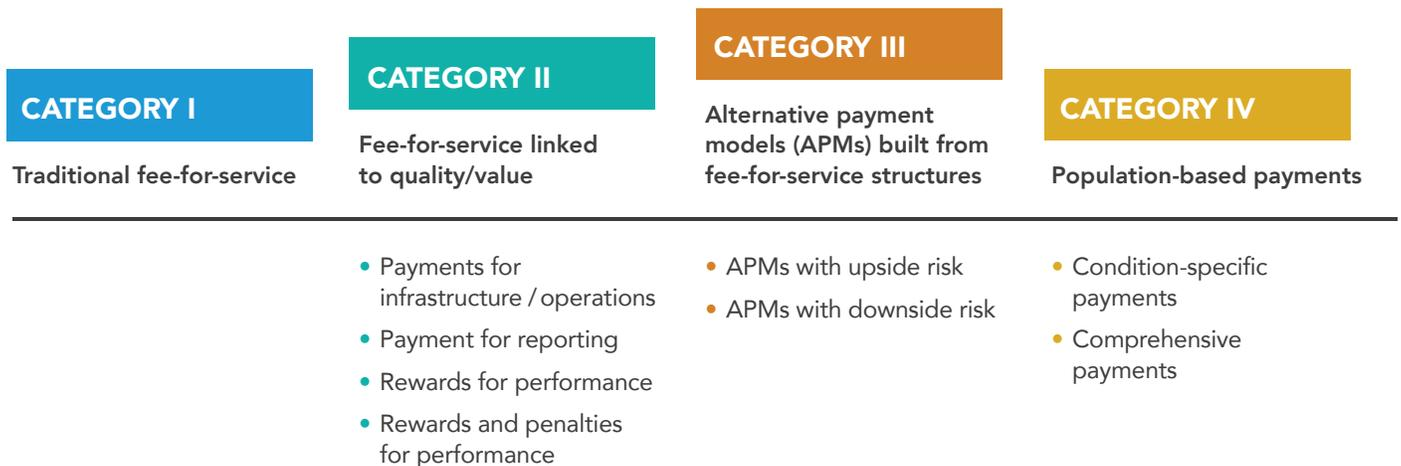 CATEGORY I
Traditional fee-for-service
CATEGORY II
Fee-for-service linked
to quality/value
• Payments for
infrastructure / operations
• Payment for reporting
• Rewards for performance
• Rewards and penalties
for performance
CATEGORY III
Alternative payment
models (APMs) built from
fee-for-service structures
• APMs with upside risk
• APMs with downside risk
CATEGORY IV
Population-based payments
• Condition-specific
payments
• Comprehensive
payments